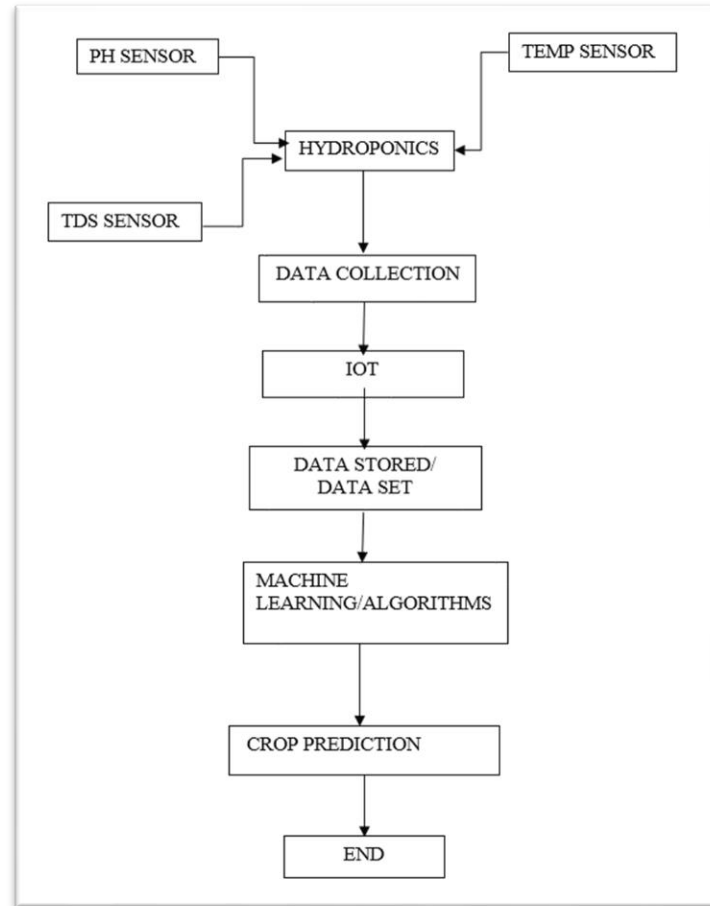 PH SENSOR
TEMP SENSOR
HYDROPONICS
TDS SENSOR
DATA COLLECTION
IOT
DATA STORED/
DATA SET
MACHINE
LEARNING/ALGORITHMS
CROP PREDICTION
END